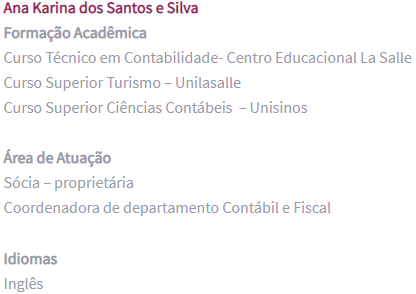 Ana Karina dos Santos e Silva
Formação Acadêmica
Curso Técnico em Contabilidade- Centro Educacional La Salle
Curso Superior Turismo – Unilasalle
Curso Superior Ciências Contábeis – Unisinos
Área de Atuação
Sócia – proprietária
Coordenadora de departamento Contábil e Fiscal
Idiomas
Inglês